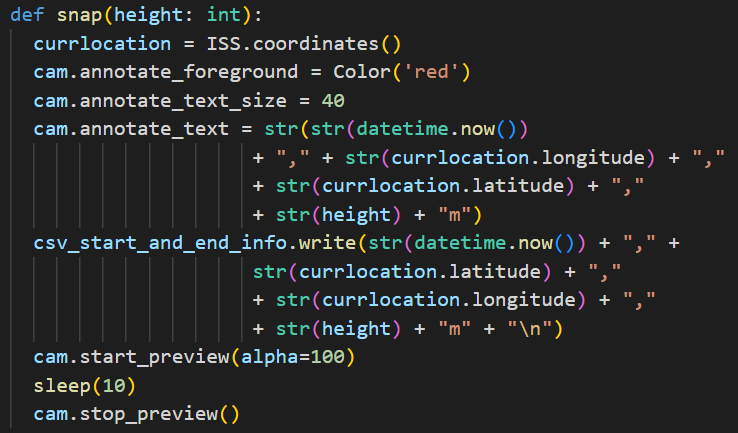 def snap(height: int):
  currlocation = ISS.coordinates()
  cam.annotate_foreground = Color('red')
  cam.annotate_text_size = 40
  cam.annotate_text = str(str(datetime.now())
                    + "," + str(currlocation.longitude) + ","
                    + str(currlocation.latitude) + ","
                    + str(height) + "m")
  csv_start_and_end_info.write(str(datetime.now()) + "," +
                    str(currlocation.latitude) + ","
                    + str(currlocation.longitude) + ","
                    + str(height) + "m" + "\n")
  cam.start_preview(alpha=100)
  sleep(10)
  cam.stop_preview()